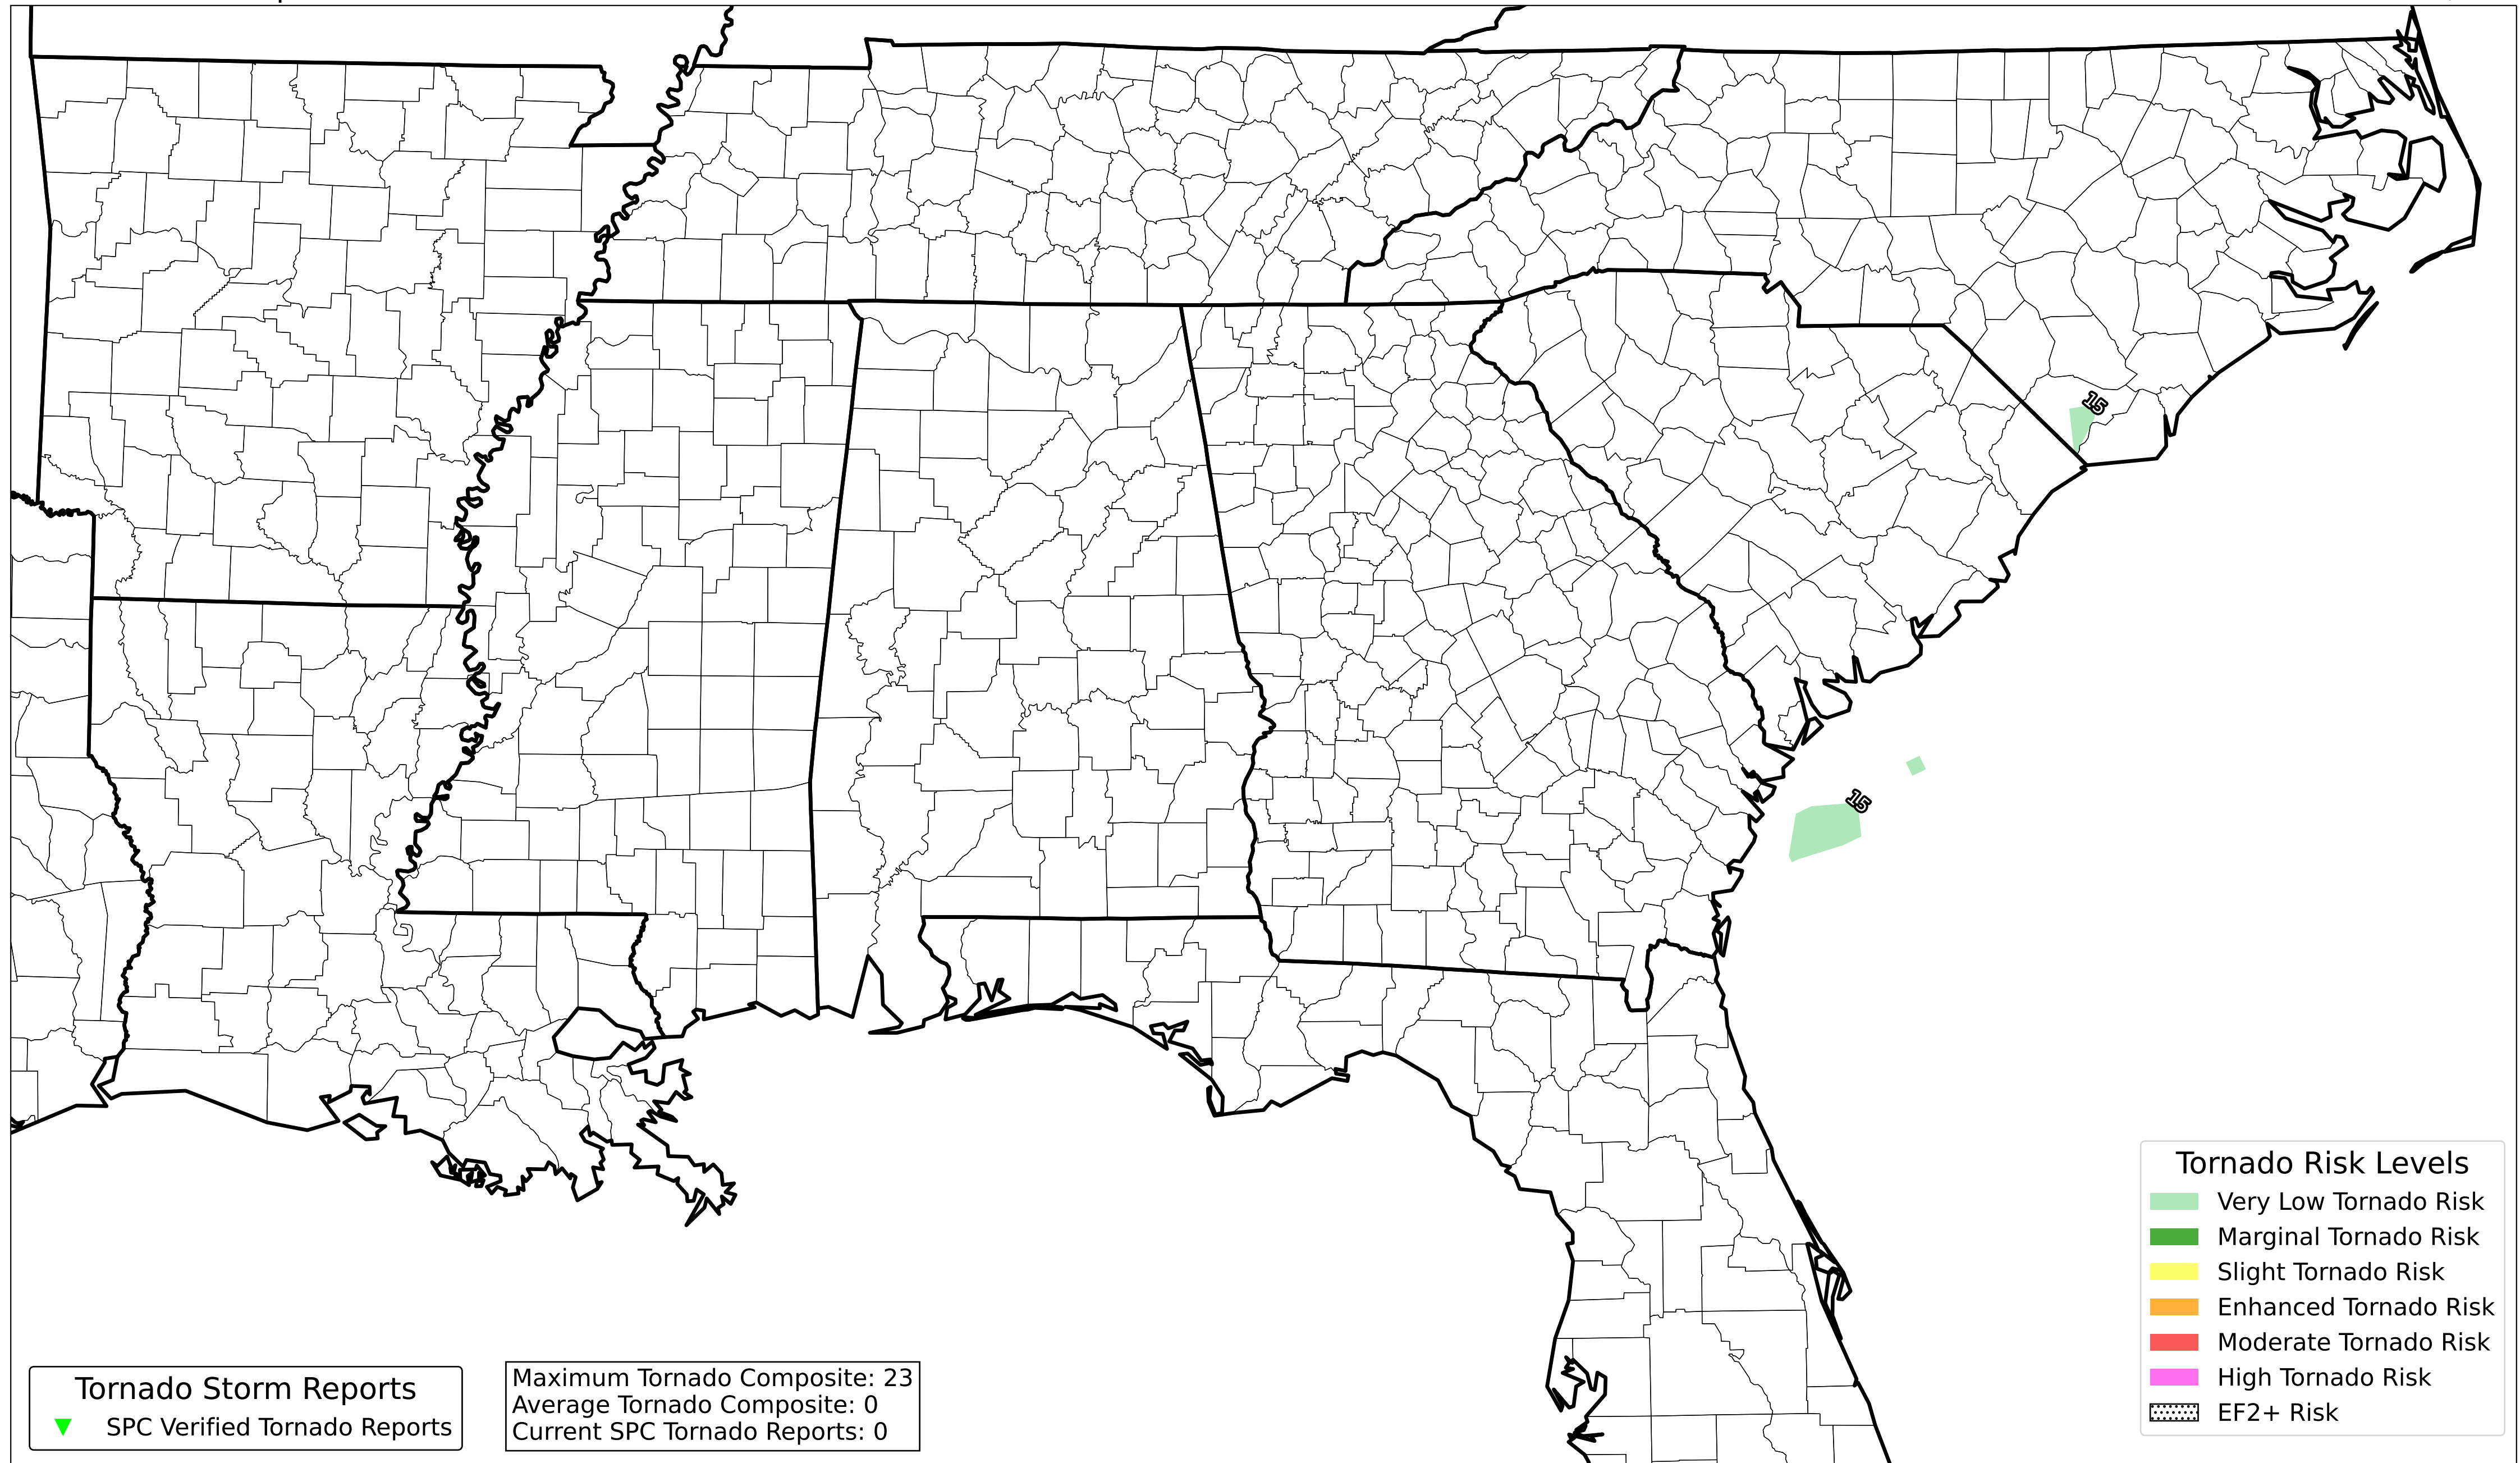 15
15
Tornado Risk Levels
Very Low Tornado Risk
Marginal Tornado Risk
Slight Tornado Risk
Enhanced Tornado Risk
Moderate Tornado Risk
High Tornado Risk
EF2+ Risk
Tornado Storm Reports
SPC Verified Tornado Reports
Maximum Tornado Composite: 23
Average Tornado Composite: 0
Current SPC Tornado Reports: 0